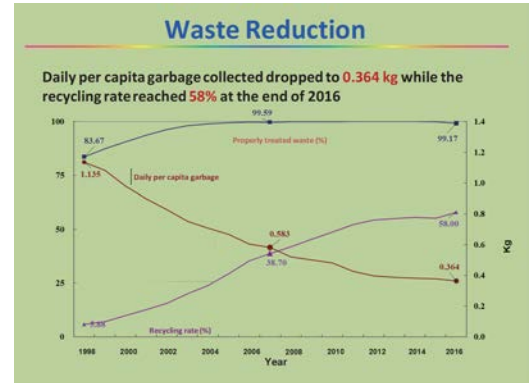 Waste Reduction
Daily per capita garbage collected dropped to 0.364 kg while the
recycling rate reached 58% at the end of 2016
100
75
50
25
0
83.67
99.59
99.17
Properly treated waste (%)
1.135
Daily per capita garbage
0.583
38.70
58.00
0.364
5.88
Recycling rate (%)
1.4
1.2
1.0
0.8
0.6
0.4
0.2
0.0
Kg
1998 2000 2002 2004 2006 2008 2010 2012 2014 2016
Year